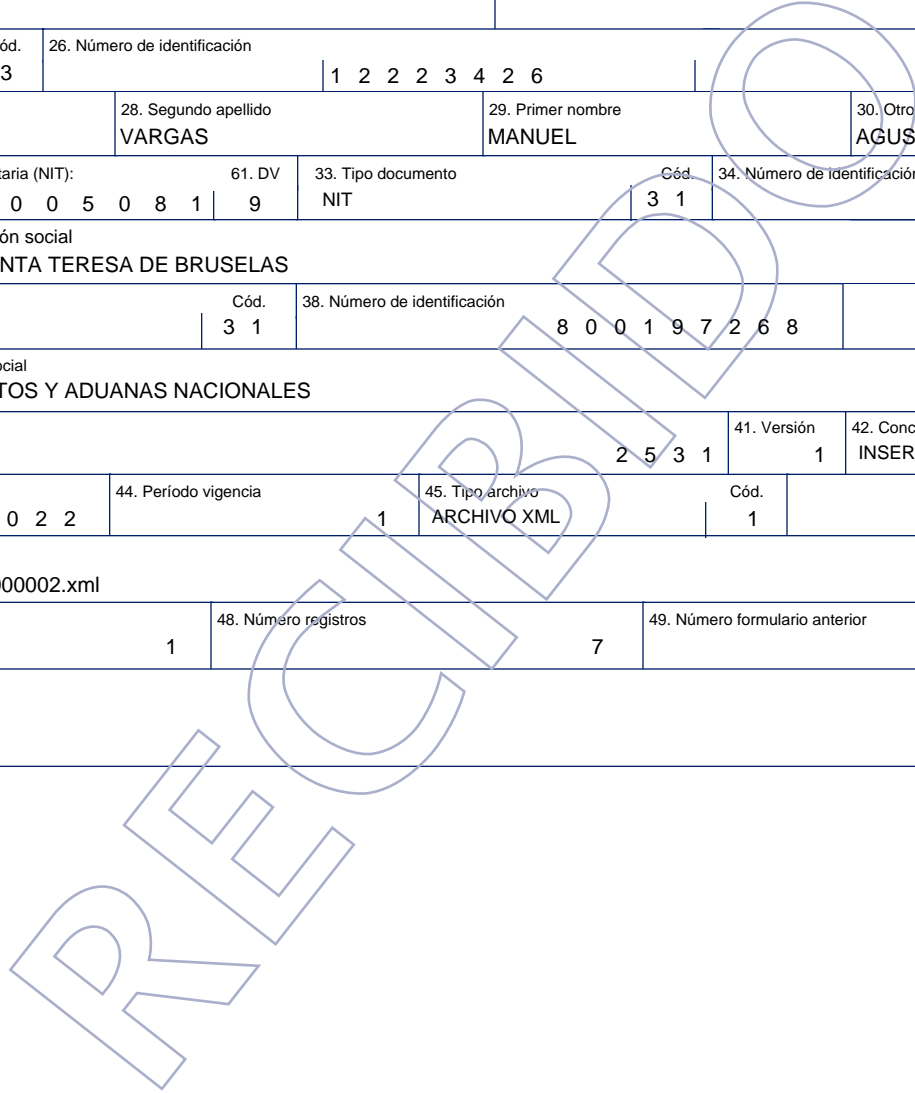 ód. 26. Número de identificación
3 1 2 2 2 3 4 2 6
28. Segundo apellido 29. Primer nombre 30. Otro
VARGAS MANUEL AGUS
taria (NIT): 61. DV 33. Tipo documento Cód. 34. Número de identificación
0 0 5 0 8 1 9 NIT 3 1
ón social
NTA TERESA DE BRUSELAS
Cód. 38. Número de identificación
3 1 8 0 0 1 9 7 2 6 8
ocial
TOS Y ADUANAS NACIONALES
41. Versión 42. Conc
2 5 3 1 1 INSER
44. Período vigencia 45. Tipo archivo Cód.
0 2 2 1 ARCHIVO XML 1
000002.xml
48. Número registros 49. Número formulario anterior
1 7
RECIBIDO